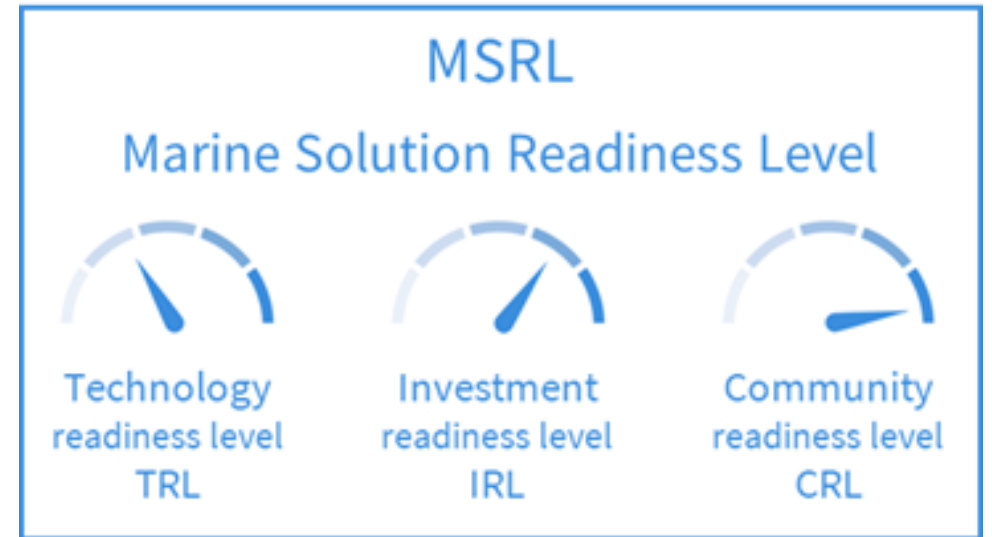 MSRL
Marine Solution Readiness Level
Technology
readiness level
TRL
Investment
readiness level
IRL
Community
readiness level
CRL